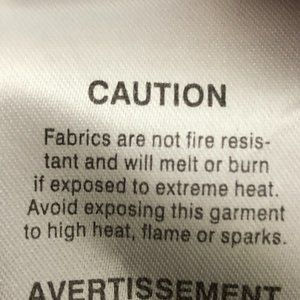 CAUTION
Fabrics are not fire resis-
tant and will melt or burn
if exposed to extreme heat.
Avoid exposing this garment
to high heat, flame or sparks.
AVERTISSEMENT